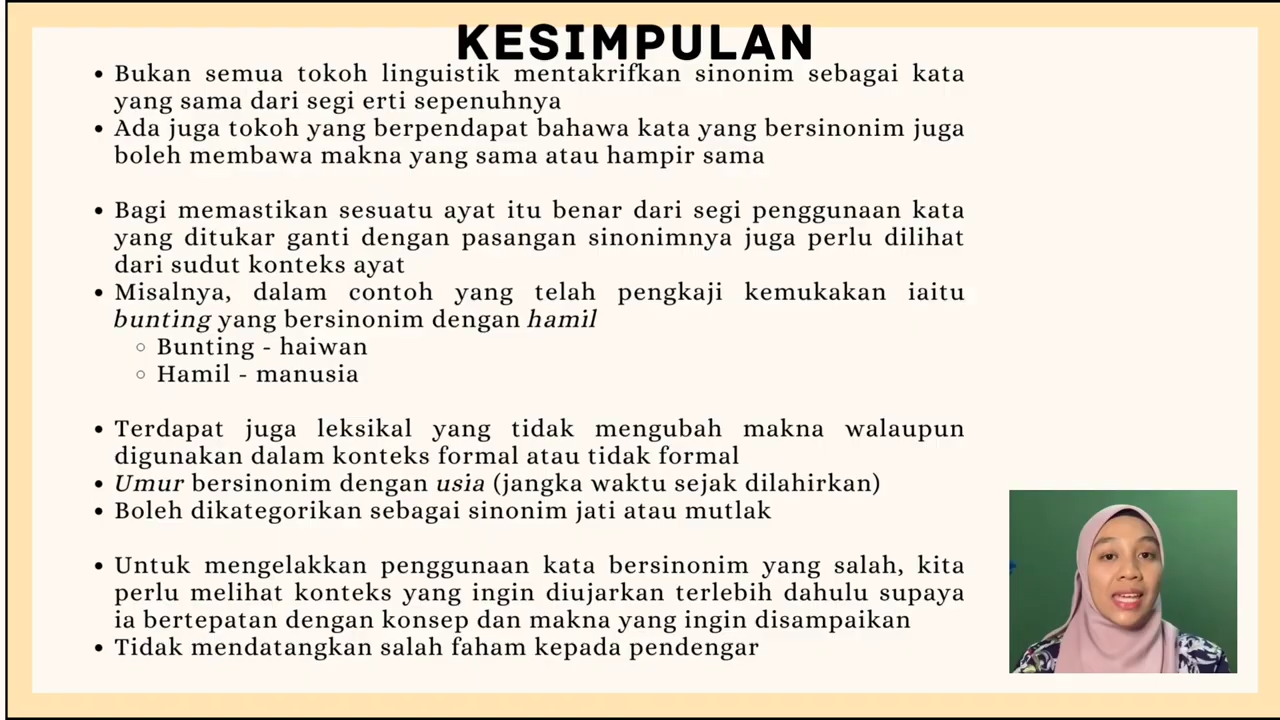 KESIMPULAN
• Bukan semua tokoh linguistik mentakrifkan sinonim sebagai kata
yang sama dari segi erti sepenuhnya
• Ada juga tokoh yang berpendapat bahawa kata yang bersinonim juga
boleh membawa makna yang sama atau hampir sama
• Bagi memastikan sesuatu ayat itu benar dari segi penggunaan kata
yang ditukar ganti dengan pasangan sinonimnya juga perlu dilihat
dari sudut konteks ayat
• Misalnya, dalam contoh yang telah pengkaji kemukakan iaitu
bunting yang bersinonim dengan hamil
○ Bunting - haiwan
○ Hamil - manusia
• Terdapat juga leksikal yang tidak mengubah makna walaupun
digunakan dalam konteks formal atau tidak formal
• Umur bersinonim dengan usia (jangka waktu sejak dilahirkan)
• Boleh dikategorikan sebagai sinonim jati atau mutlak
• Untuk mengelakkan penggunaan kata bersinonim yang salah, kita
perlu melihat konteks yang ingin diujarkan terlebih dahulu supaya
ia bertepatan dengan konsep dan makna yang ingin disampaikan
• Tidak mendatangkan salah faham kepada pendengar